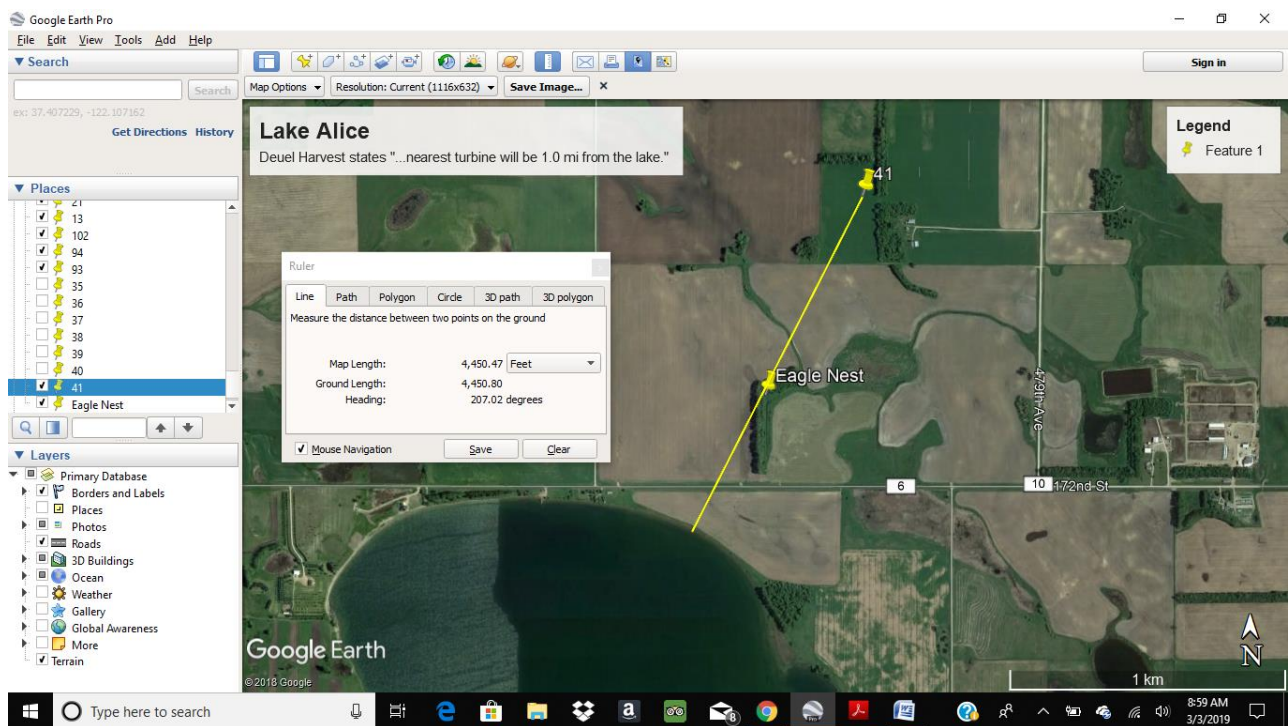 Google Earth Pro
File Edit View Tools Add Help
Search
Search
ex: 37.407229, -122.107162
Get Directions History
Places
21
13
102
94
93
35
36
37
38
39
40
41
Eagle Nest
Layers
Primary Database
Borders and Labels
Places
Photos
Roads
3D Buildings
Ocean
Weather
Gallery
Global Awareness
More
Terrain
Sign in
Map Options Resolution: Current (1116x632) Save Image...
Lake Alice
Deuel Harvest states "...nearest turbine will be 1.0 mi from the lake."
Legend
Feature 1
41
Ruler
Line Path Polygon Circle 3D path 3D polygon
Measure the distance between two points on the ground
Map Length: 4,450.47 Feet
Ground Length: 4,450.80
Heading: 207.02 degrees
Mouse Navigation Save Clear
Eagle Nest
479th Ave
6
10 172nd St
N
1 km
Google Earth
©2018 Google
Type here to search
8:59 AM
3/3/2019